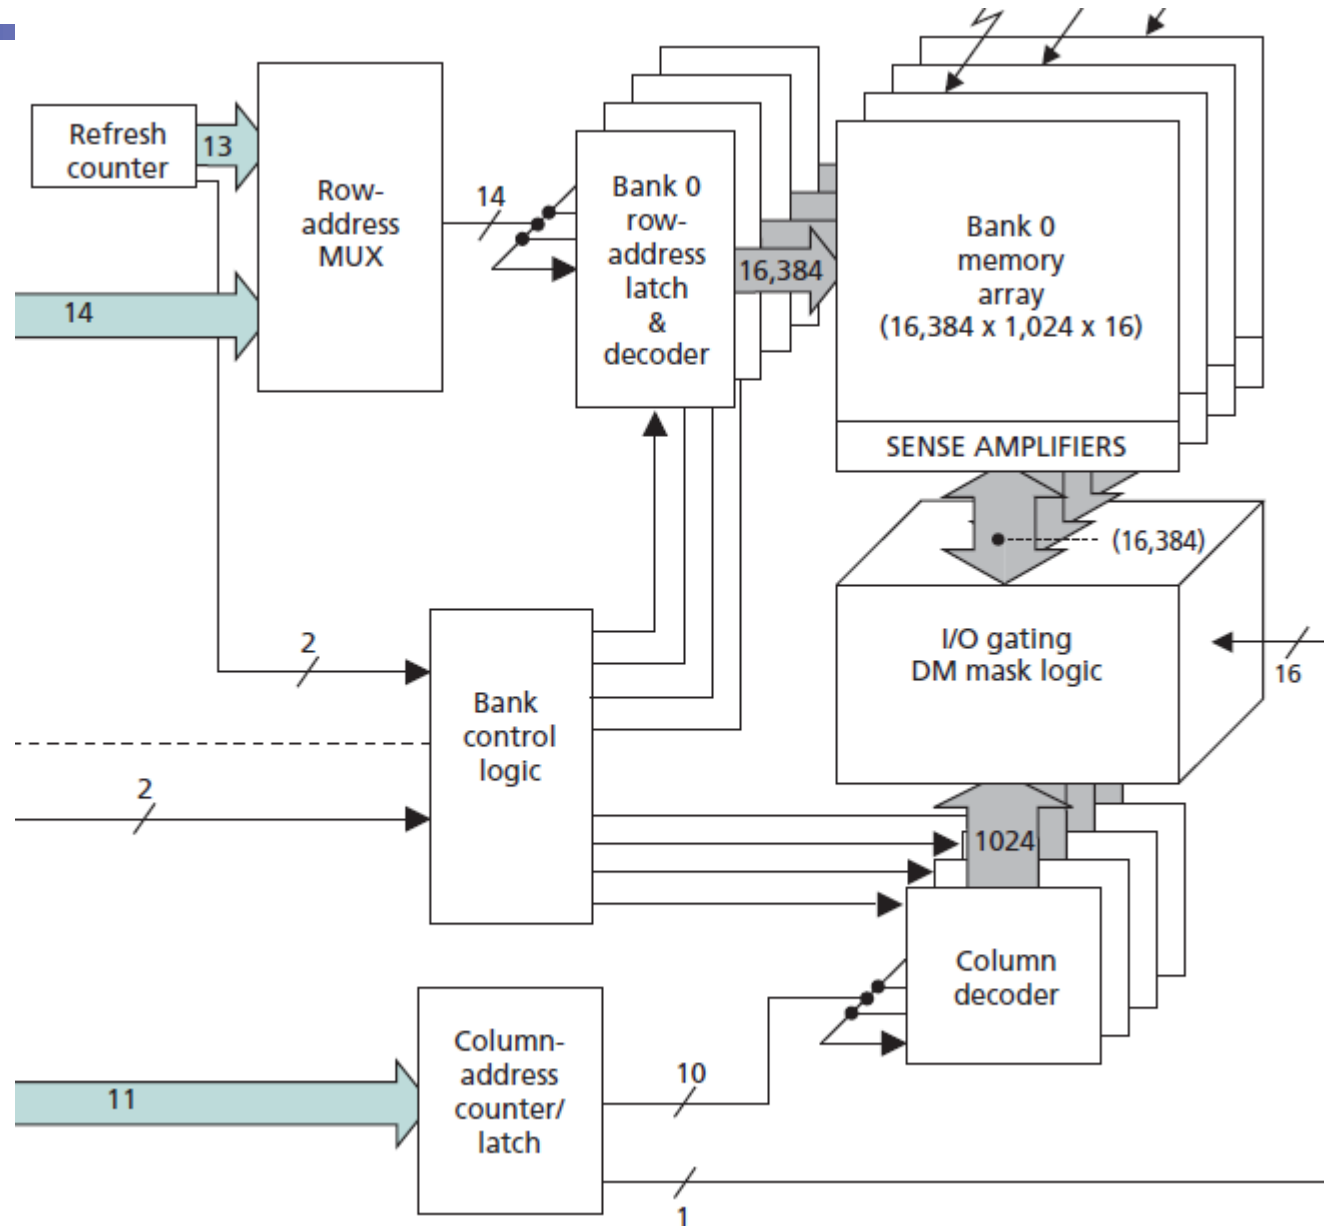 Refresh
counter
13
Row-
address
MUX
14
14
Bank 0
row-
address
latch
&
decoder
16,384
Bank 0
memory
array
(16,384 x 1,024 x 16)
SENSE AMPLIFIERS
(16,384)
I/O gating
DM mask logic
16
2
Bank
control
logic
2
1024
Column
decoder
Column-
address
counter/
latch
11
10
1